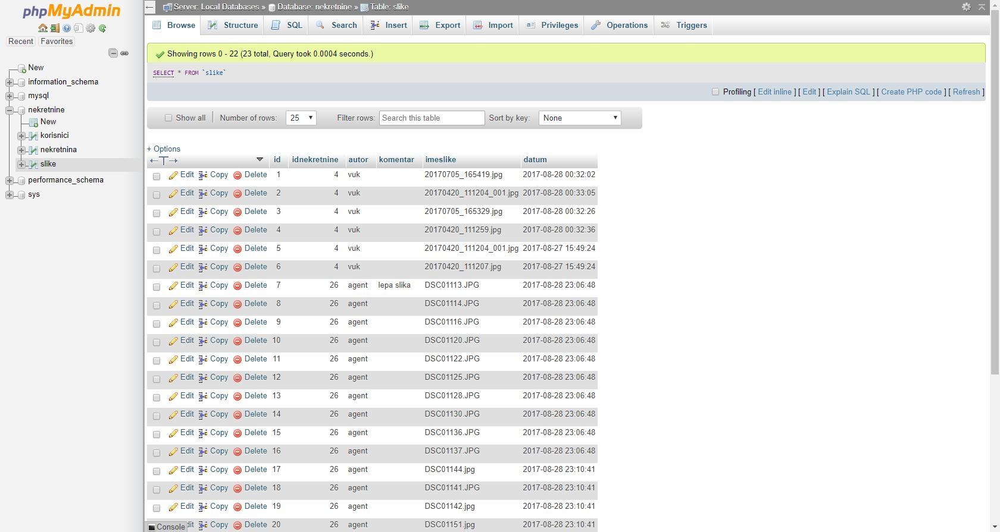 phpMyAdmin
Recent Favorites
New
information_schema
mysql
nekretnine
New
korisnici
nekretnina
slike
performance_schema
sys
Server: Local Databases » Database: nekretnine » Table: slike
Browse Structure SQL Search Insert Export Import Privileges Operations Triggers
Showing rows 0 - 22 (23 total, Query took 0.0004 seconds.)
SELECT * FROM `slike`
Profiling [ Edit inline ] [ Edit ] [ Explain SQL ] [ Create PHP code ] [ Refresh ]
Show all Number of rows: 25 Filter rows: Search this table Sort by key: None
+ Options
←T→ id idnekretnine autor komentar imeslike datum
Edit Copy Delete 1 4 vuk 20170705_165419.jpg 2017-08-28 00:32:02
Edit Copy Delete 2 4 vuk 20170420_111204_001.jpg 2017-08-28 00:33:05
Edit Copy Delete 3 4 vuk 20170705_165329.jpg 2017-08-28 00:32:26
Edit Copy Delete 4 4 vuk 20170420_111259.jpg 2017-08-28 00:32:36
Edit Copy Delete 5 4 vuk 20170420_111204_001.jpg 2017-08-27 15:49:24
Edit Copy Delete 6 4 vuk 20170420_111207.jpg 2017-08-27 15:49:24
Edit Copy Delete 7 26 agent lepa slika DSC01113.JPG 2017-08-28 23:06:48
Edit Copy Delete 8 26 agent DSC01114.JPG 2017-08-28 23:06:48
Edit Copy Delete 9 26 agent DSC01116.JPG 2017-08-28 23:06:48
Edit Copy Delete 10 26 agent DSC01120.JPG 2017-08-28 23:06:48
Edit Copy Delete 11 26 agent DSC01122.JPG 2017-08-28 23:06:48
Edit Copy Delete 12 26 agent DSC01125.JPG 2017-08-28 23:06:48
Edit Copy Delete 13 26 agent DSC01128.JPG 2017-08-28 23:06:48
Edit Copy Delete 14 26 agent DSC01130.JPG 2017-08-28 23:06:48
Edit Copy Delete 15 26 agent DSC01136.JPG 2017-08-28 23:06:48
Edit Copy Delete 16 26 agent DSC01137.JPG 2017-08-28 23:06:48
Edit Copy Delete 17 26 agent DSC01144.jpg 2017-08-28 23:10:41
Edit Copy Delete 18 26 agent DSC01141.JPG 2017-08-28 23:10:41
Edit Copy Delete 19 26 agent DSC01142.jpg 2017-08-28 23:10:41
Console Copy Delete 20 26 agent DSC01151.jpg 2017-08-28 23:10:41